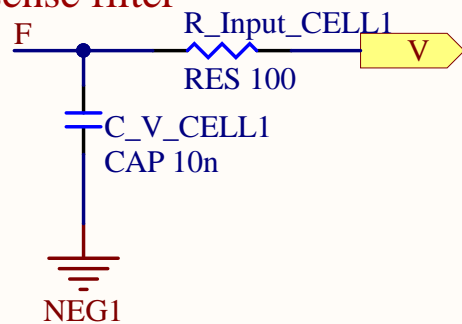 F
R_Input_CELL1
V
RES 100
C_V_CELL1
CAP 10n
NEG1